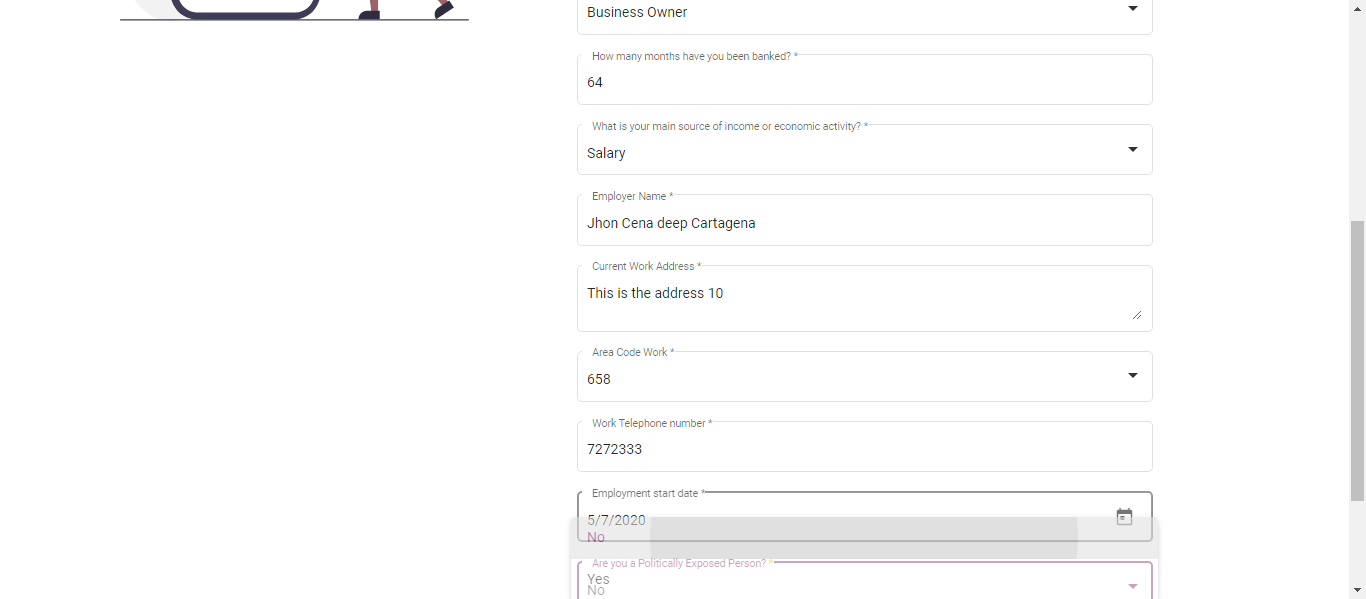 Business Owner
How many months have you been banked? *
64
What is your main source of income or economic activity? *
Salary
Employer Name *
Jhon Cena deep Cartagena
Current Work Address *
This is the address 10
Area Code Work *
658
Work Telephone number *
7272333
Employment start date *
5/7/2020
No
Are you a Politically Exposed Person? *
Yes
No